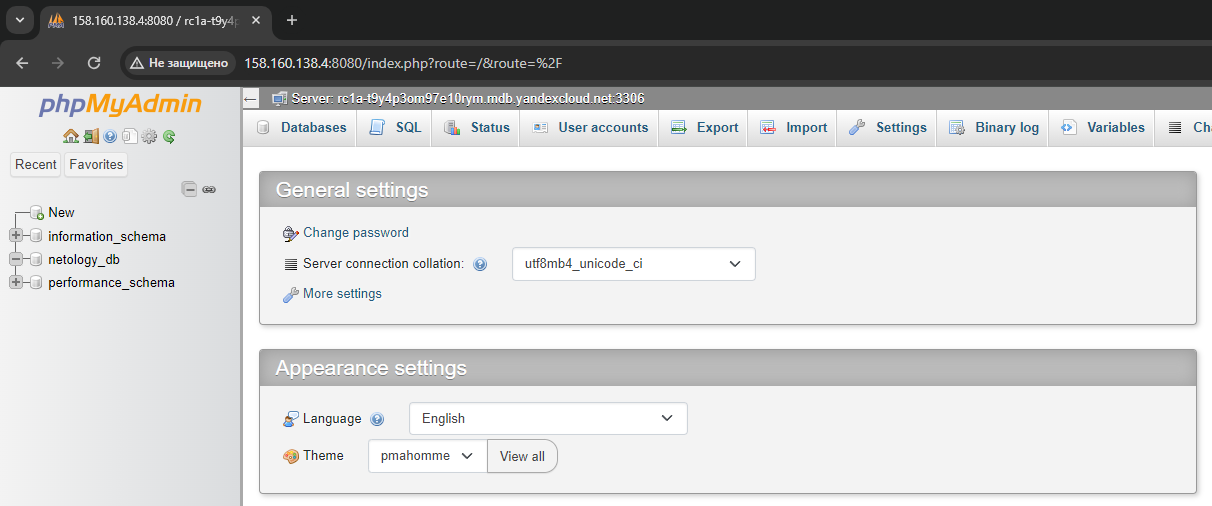 158.160.138.4:8080 / rc1a-t9y4p
Не защищено 158.160.138.4:8080/index.php?route=/&route=%2F
phpMyAdmin
Recent Favorites
New
information_schema
netology_db
performance_schema
Server: rc1a-t9y4p3om97e10rym.mdb.yandexcloud.net:3306
Databases SQL Status User accounts Export Import Settings Binary log Variables Ch
General settings
Change password
Server connection collation: utf8mb4_unicode_ci
More settings
Appearance settings
Language English
Theme pmahomme View all